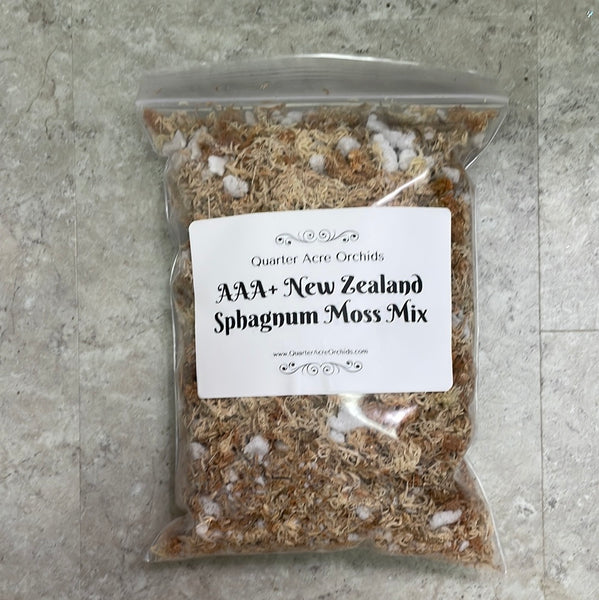 Quarter Acre Orchids
AAA+ New Zealand
Sphagnum Moss Mix
www.QuarterAcreOrchids.com